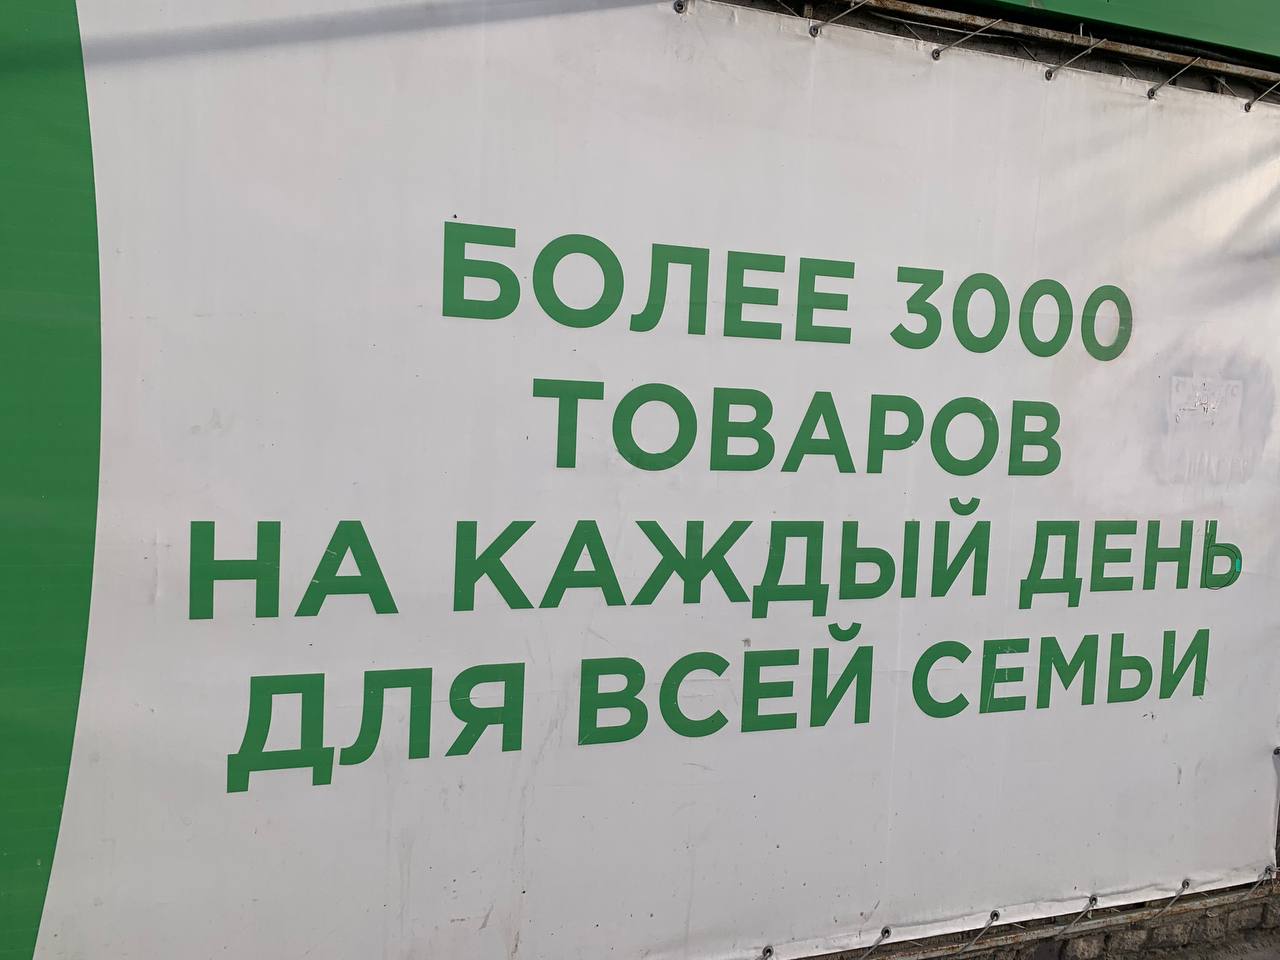 БОЛЕЕ 3000
ТОВАРОВ
НА КАЖДЫЙ ДЕНЬ
ДЛЯ ВСЕЙ СЕМЬИ